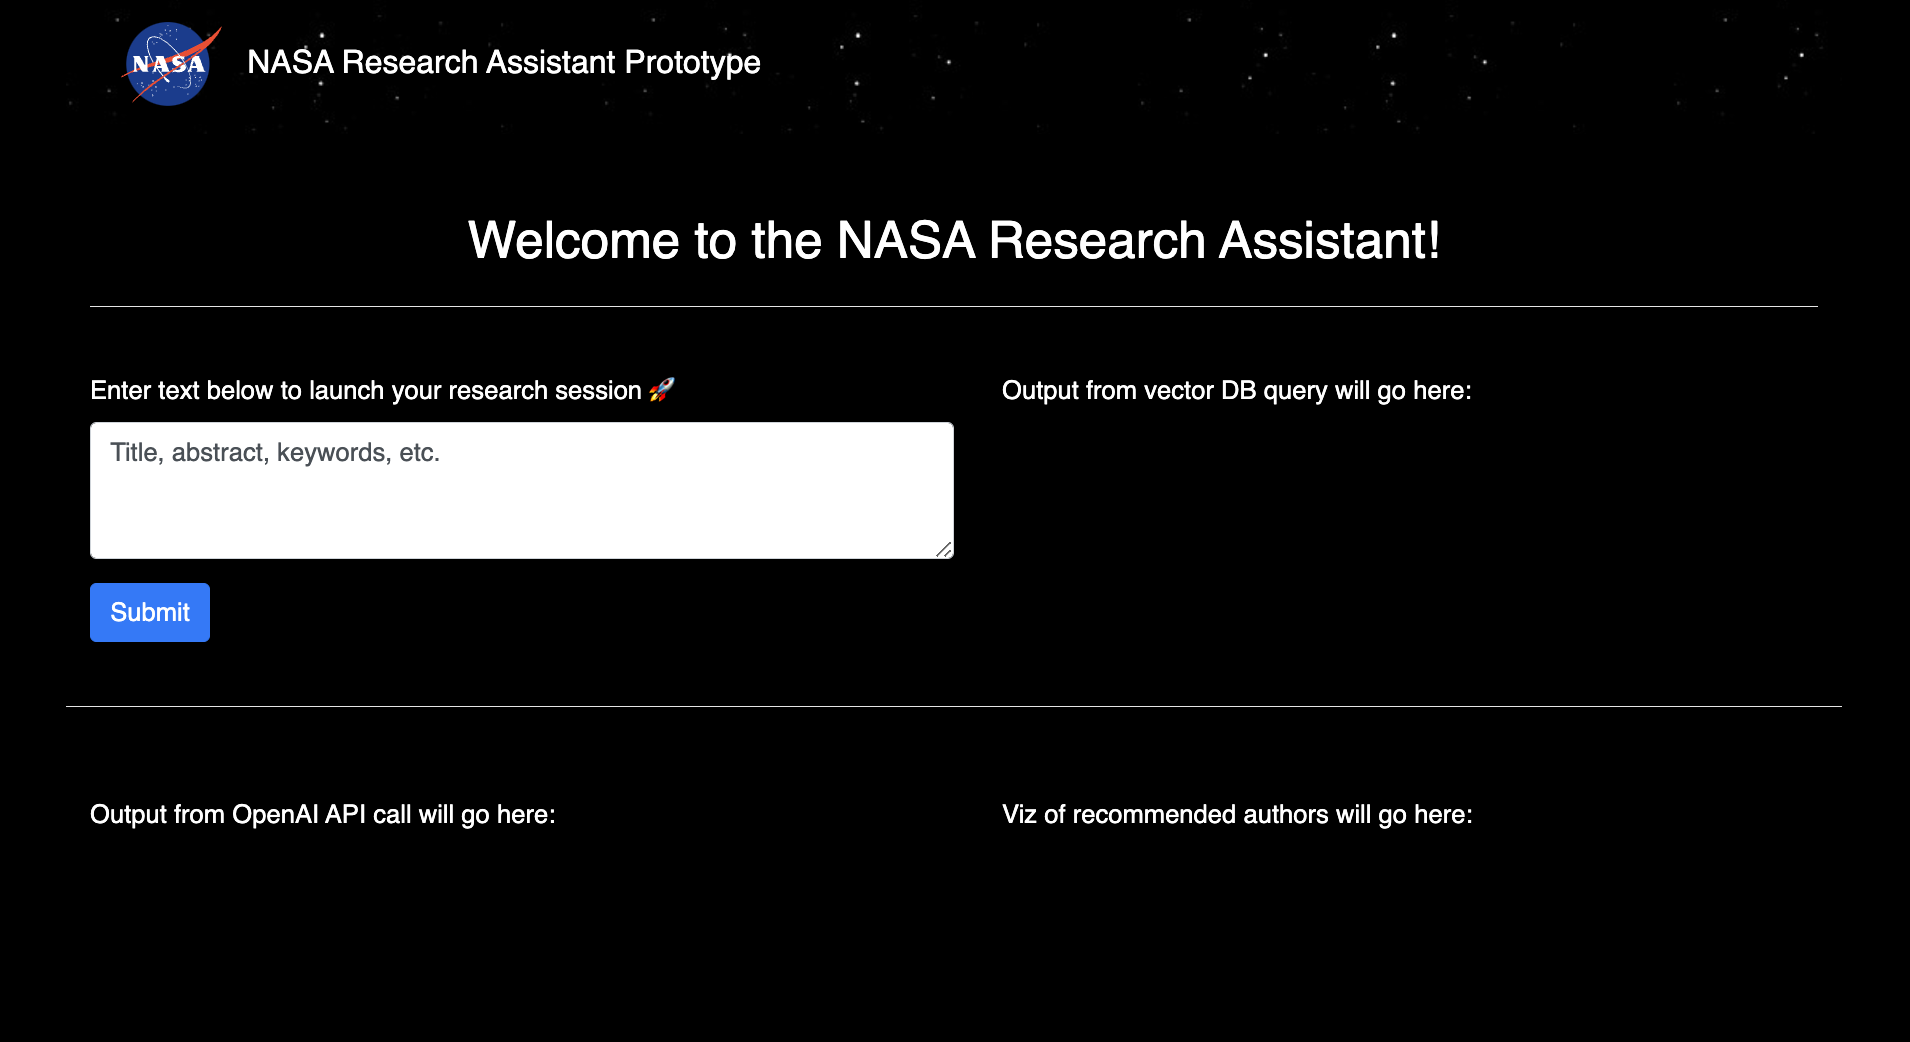 NASA
NASA Research Assistant Prototype
Welcome to the NASA Research Assistant!
Enter text below to launch your research session 🚀
Output from vector DB query will go here:
Title, abstract, keywords, etc.
Submit
Output from OpenAI API call will go here:
Viz of recommended authors will go here: